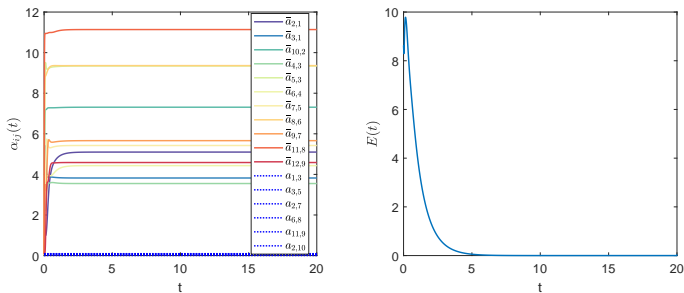 12
10
8
6
4
2
0
α_{ij}(t)
0
5
10
15
20
t
ā_{2,1}
ā_{3,1}
ā_{10,2}
ā_{4,3}
ā_{5,3}
ā_{6,4}
ā_{7,5}
ā_{8,6}
ā_{9,7}
ā_{11,8}
ā_{12,9}
a_{1,3}
a_{3,5}
a_{2,7}
a_{6,8}
a_{11,9}
a_{2,10}
10
8
6
4
2
0
E(t)
0
5
10
15
20
t